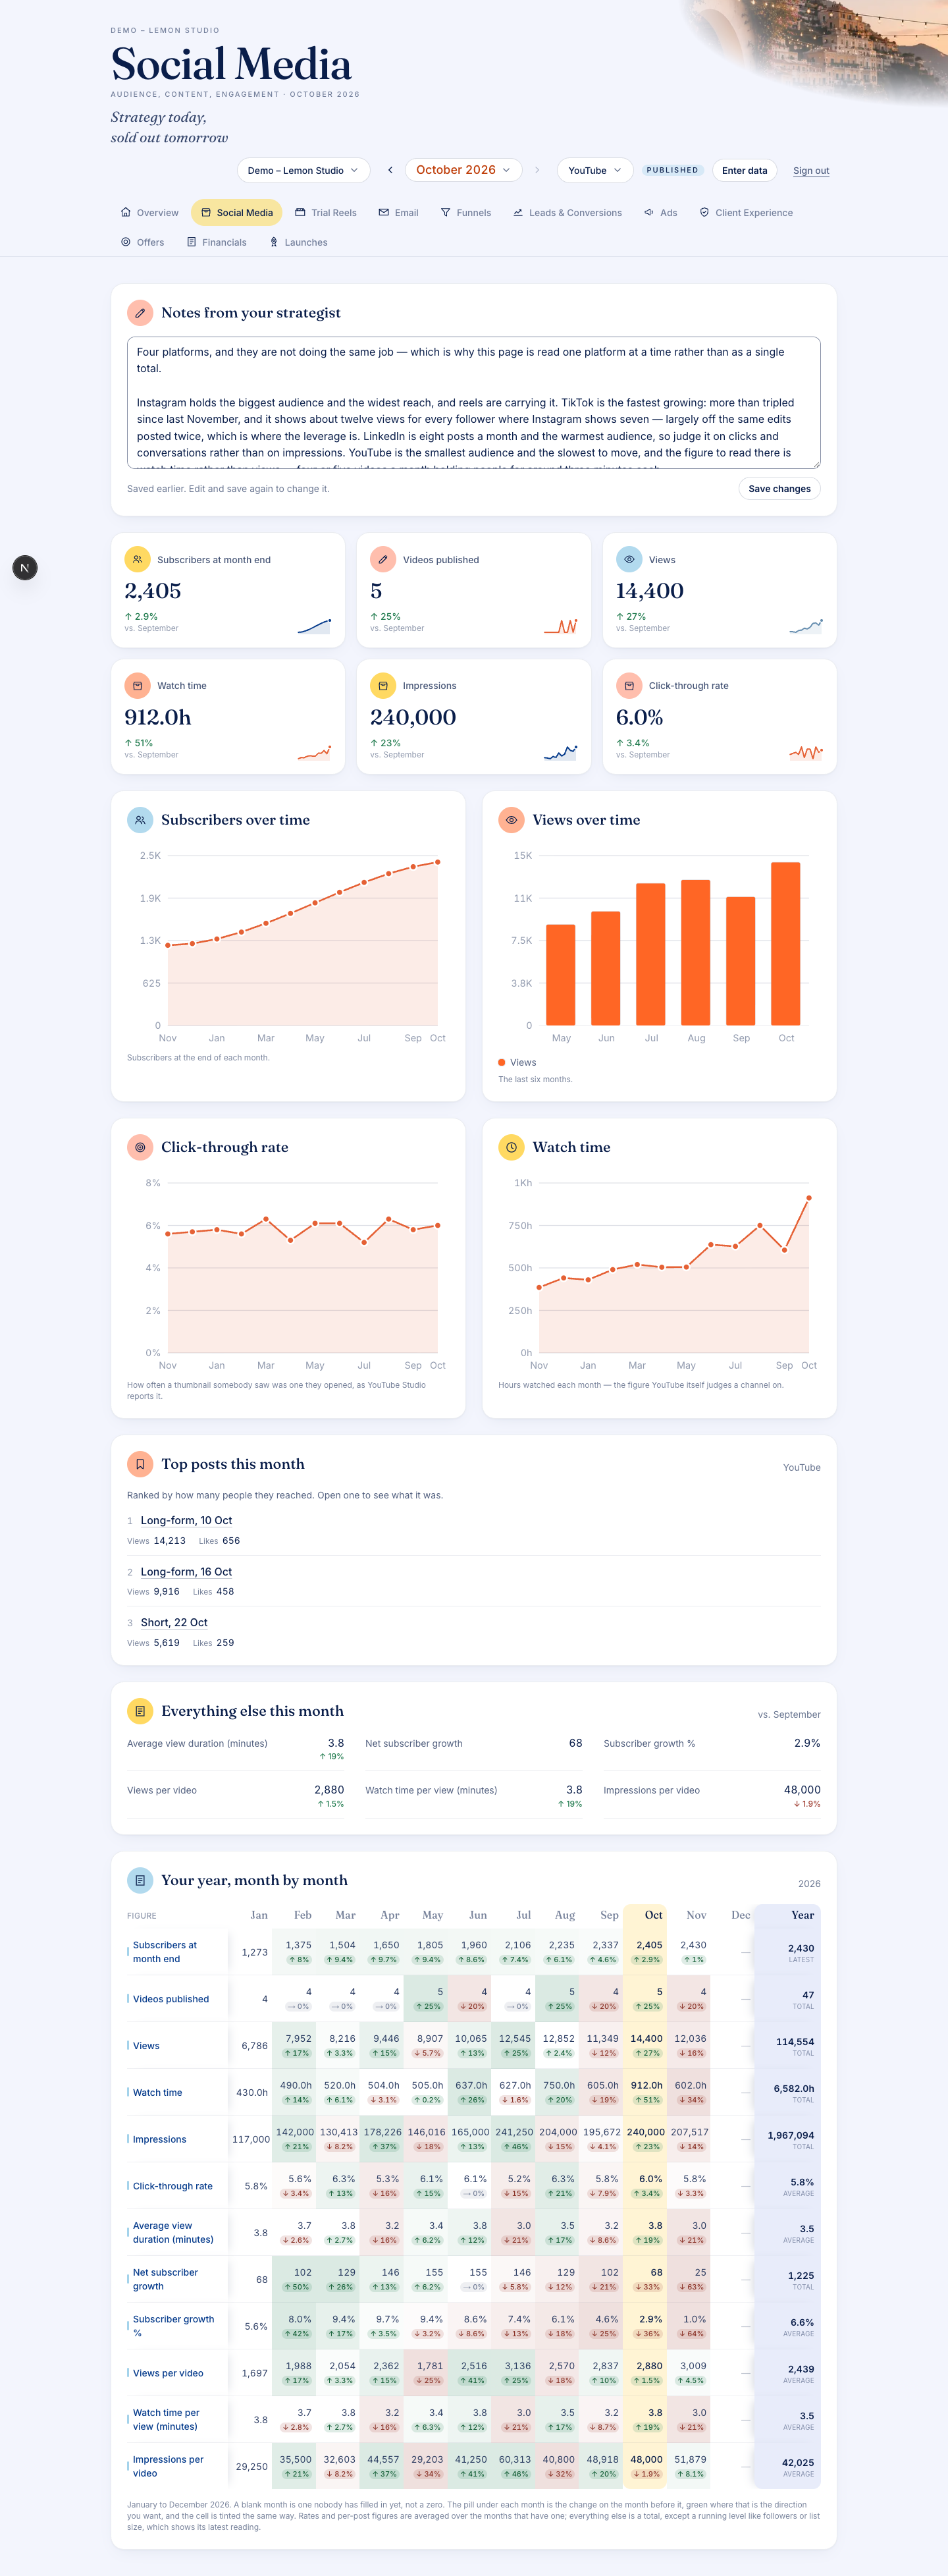 DEMO – LEMON STUDIO
Social Media
AUDIENCE, CONTENT, ENGAGEMENT · OCTOBER 2026
Strategy today,
sold out tomorrow
Demo – Lemon Studio
October 2026
YouTube
PUBLISHED
Enter data
Sign out
Overview
Social Media
Trial Reels
Email
Funnels
Leads & Conversions
Ads
Client Experience
Offers
Financials
Launches
Notes from your strategist
Four platforms, and they are not doing the same job — which is why this page is read one platform at a time rather than as a single
total.
Instagram holds the biggest audience and the widest reach, and reels are carrying it. TikTok is the fastest growing: more than tripled
since last November, and it shows about twelve views for every follower where Instagram shows seven — largely off the same edits
posted twice, which is where the leverage is. LinkedIn is eight posts a month and the warmest audience, so judge it on clicks and
conversations rather than on impressions. YouTube is the smallest audience and the slowest to move, and the figure to read there is
watch time rather than views — four or five videos a month holding people for around three minutes each.
Saved earlier. Edit and save again to change it.
Save changes
N
Subscribers at month end
2,405
↑ 2.9%
vs. September
Videos published
5
↑ 25%
vs. September
Views
14,400
↑ 27%
vs. September
Watch time
912.0h
↑ 51%
vs. September
Impressions
240,000
↑ 23%
vs. September
Click-through rate
6.0%
↑ 3.4%
vs. September
Subscribers over time
2.5K
1.9K
1.3K
625
0
Nov Jan Mar May Jul Sep Oct
Subscribers at the end of each month.
Views over time
15K
11K
7.5K
3.8K
0
May Jun Jul Aug Sep Oct
Views
The last six months.
Click-through rate
8%
6%
4%
2%
0%
Nov Jan Mar May Jul Sep Oct
How often a thumbnail somebody saw was one they opened, as YouTube Studio
reports it.
Watch time
1Kh
750h
500h
250h
0h
Nov Jan Mar May Jul Sep Oct
Hours watched each month — the figure YouTube itself judges a channel on.
Top posts this month
YouTube
Ranked by how many people they reached. Open one to see what it was.
1 Long-form, 10 Oct
Views 14,213 Likes 656
2 Long-form, 16 Oct
Views 9,916 Likes 458
3 Short, 22 Oct
Views 5,619 Likes 259
Everything else this month
vs. September
Average view duration (minutes) 3.8
↑ 19%
Net subscriber growth 68
Subscriber growth % 2.9%
Views per video 2,880
↑ 1.5%
Watch time per view (minutes) 3.8
↑ 19%
Impressions per video 48,000
↓ 1.9%
Your year, month by month
2026
FIGURE Jan Feb Mar Apr May Jun Jul Aug Sep Oct Nov Dec Year
Subscribers at month end 1,273 1,375 1,504 1,650 1,805 1,960 2,106 2,235 2,337 2,405 2,430 — 2,430
↑ 8% ↑ 9.4% ↑ 9.7% ↑ 9.4% ↑ 8.6% ↑ 7.4% ↑ 6.1% ↑ 4.6% ↑ 2.9% ↑ 1% LATEST
Videos published 4 4 4 4 5 4 4 5 4 5 4 — 47
→ 0% → 0% → 0% ↑ 25% ↓ 20% → 0% ↑ 25% ↓ 20% ↑ 25% ↓ 20% TOTAL
Views 6,786 7,952 8,216 9,446 8,907 10,065 12,545 12,852 11,349 14,400 12,036 — 114,554
↑ 17% ↑ 3.3% ↑ 15% ↓ 5.7% ↑ 13% ↑ 25% ↑ 2.4% ↓ 12% ↑ 27% ↓ 16% TOTAL
Watch time 430.0h 490.0h 520.0h 504.0h 505.0h 637.0h 627.0h 750.0h 605.0h 912.0h 602.0h — 6,582.0h
↑ 14% ↑ 6.1% ↓ 3.1% ↑ 0.2% ↑ 26% ↓ 1.6% ↑ 20% ↓ 19% ↑ 51% ↓ 34% TOTAL
Impressions 117,000 142,000 130,413 178,226 146,016 165,000 241,250 204,000 195,672 240,000 207,517 — 1,967,094
↑ 21% ↓ 8.2% ↑ 37% ↓ 18% ↑ 13% ↑ 46% ↓ 15% ↓ 4.1% ↑ 23% ↓ 14% TOTAL
Click-through rate 5.8% 5.6% 6.3% 5.3% 6.1% 6.1% 5.2% 6.3% 5.8% 6.0% 5.8% — 5.8%
↓ 3.4% ↑ 13% ↓ 16% ↑ 15% → 0% ↓ 15% ↑ 21% ↓ 7.9% ↑ 3.4% ↓ 3.3% AVERAGE
Average view duration (minutes) 3.8 3.7 3.8 3.2 3.4 3.8 3.0 3.5 3.2 3.8 3.0 — 3.5
↓ 2.6% ↑ 2.7% ↓ 16% ↑ 6.2% ↑ 12% ↓ 21% ↑ 17% ↓ 8.6% ↑ 19% ↓ 21% AVERAGE
Net subscriber growth 68 102 129 146 155 155 146 129 102 68 25 — 1,225
↑ 50% ↑ 26% ↑ 13% ↑ 6.2% → 0% ↓ 5.8% ↓ 12% ↓ 21% ↓ 33% ↓ 63% TOTAL
Subscriber growth % 5.6% 8.0% 9.4% 9.7% 9.4% 8.6% 7.4% 6.1% 4.6% 2.9% 1.0% — 6.6%
↑ 42% ↑ 17% ↑ 3.5% ↓ 3.2% ↓ 8.6% ↓ 13% ↓ 18% ↓ 25% ↓ 36% ↓ 64% AVERAGE
Views per video 1,697 1,988 2,054 2,362 1,781 2,516 3,136 2,570 2,837 2,880 3,009 — 2,439
↑ 17% ↑ 3.3% ↑ 15% ↓ 25% ↑ 41% ↑ 25% ↓ 18% ↑ 10% ↑ 1.5% ↑ 4.5% AVERAGE
Watch time per view (minutes) 3.8 3.7 3.8 3.2 3.4 3.8 3.0 3.5 3.2 3.8 3.0 — 3.5
↓ 2.8% ↑ 2.7% ↓ 16% ↑ 6.3% ↑ 12% ↓ 21% ↑ 17% ↓ 8.7% ↑ 19% ↓ 21% AVERAGE
Impressions per video 29,250 35,500 32,603 44,557 29,203 41,250 60,313 40,800 48,918 48,000 51,879 — 42,025
↑ 21% ↓ 8.2% ↑ 37% ↓ 34% ↑ 41% ↑ 46% ↓ 32% ↑ 20% ↓ 1.9% ↑ 8.1% AVERAGE
January to December 2026. A blank month is one nobody has filled in yet, not a zero. The pill under each month is the change on the month before it, green where that is the direction
you want, and the cell is tinted the same way. Rates and per-post figures are averaged over the months that have one; everything else is a total, except a running level like followers or list
size, which shows its latest reading.